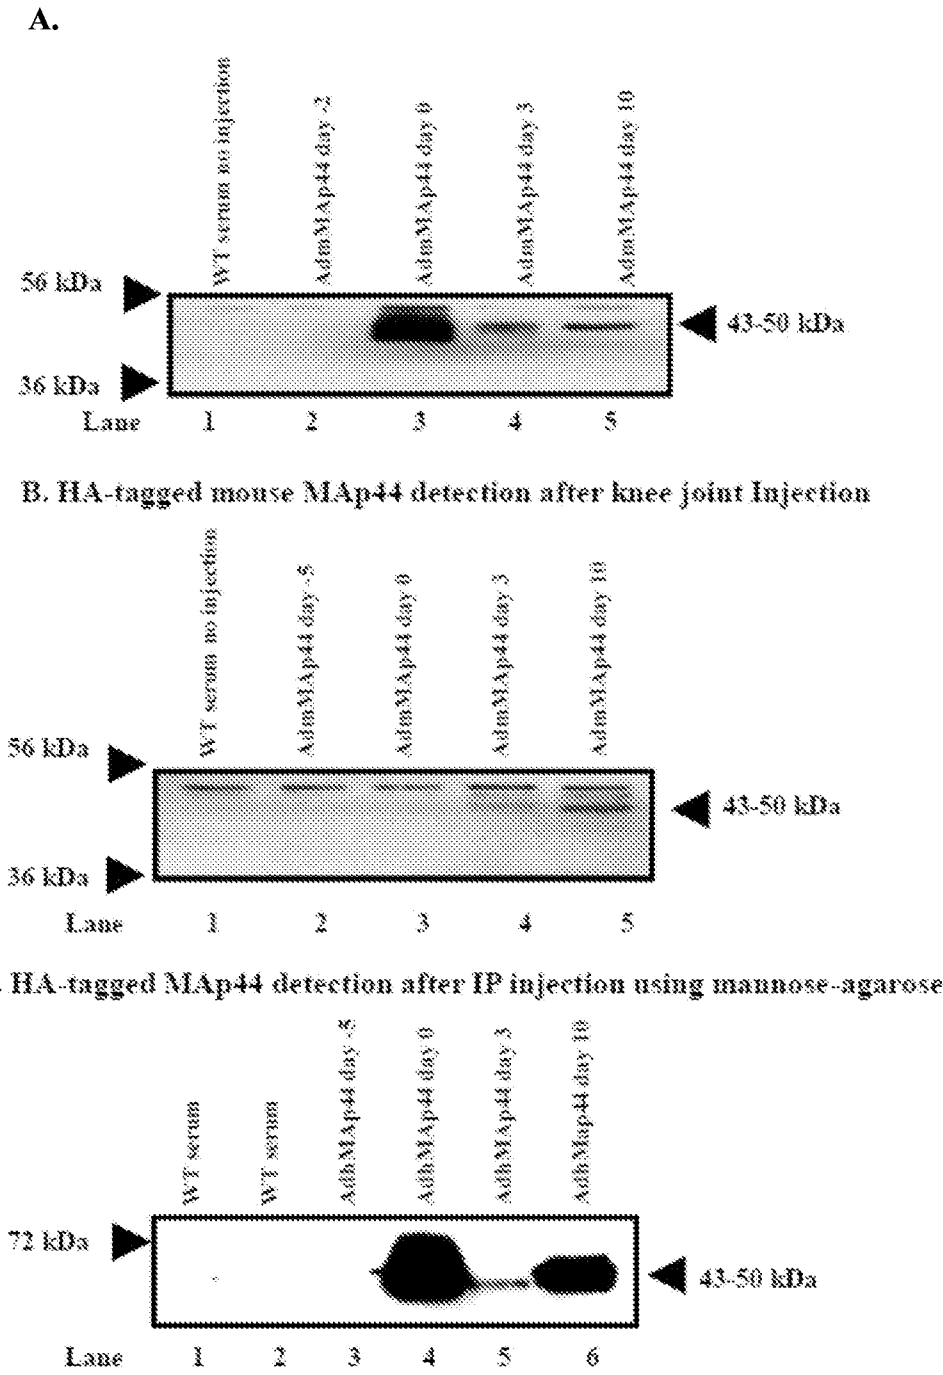 A.
WT serum no injection
AdmMAp44 day -2
AdmMAp44 day 0
AdmMAp44 day 3
AdmMAp44 day 10
56 kDa
43-50 kDa
36 kDa
Lane 1 2 3 4 5
B. HA-tagged mouse MAp44 detection after knee joint Injection
WT serum no injection
AdmMAp44 day -5
AdmMAp44 day 0
AdmMAp44 day 3
AdmMAp44 day 10
56 kDa
43-50 kDa
36 kDa
Lane 1 2 3 4 5
. HA-tagged MAp44 detection after IP injection using mannose-agarose
WT serum
WT serum
AdhMAp44 day -5
AdhMAp44 day 0
AdhMAp44 day 3
AdhMap44 day 10
72 kDa
43-50 kDa
Lane 1 2 3 4 5 6